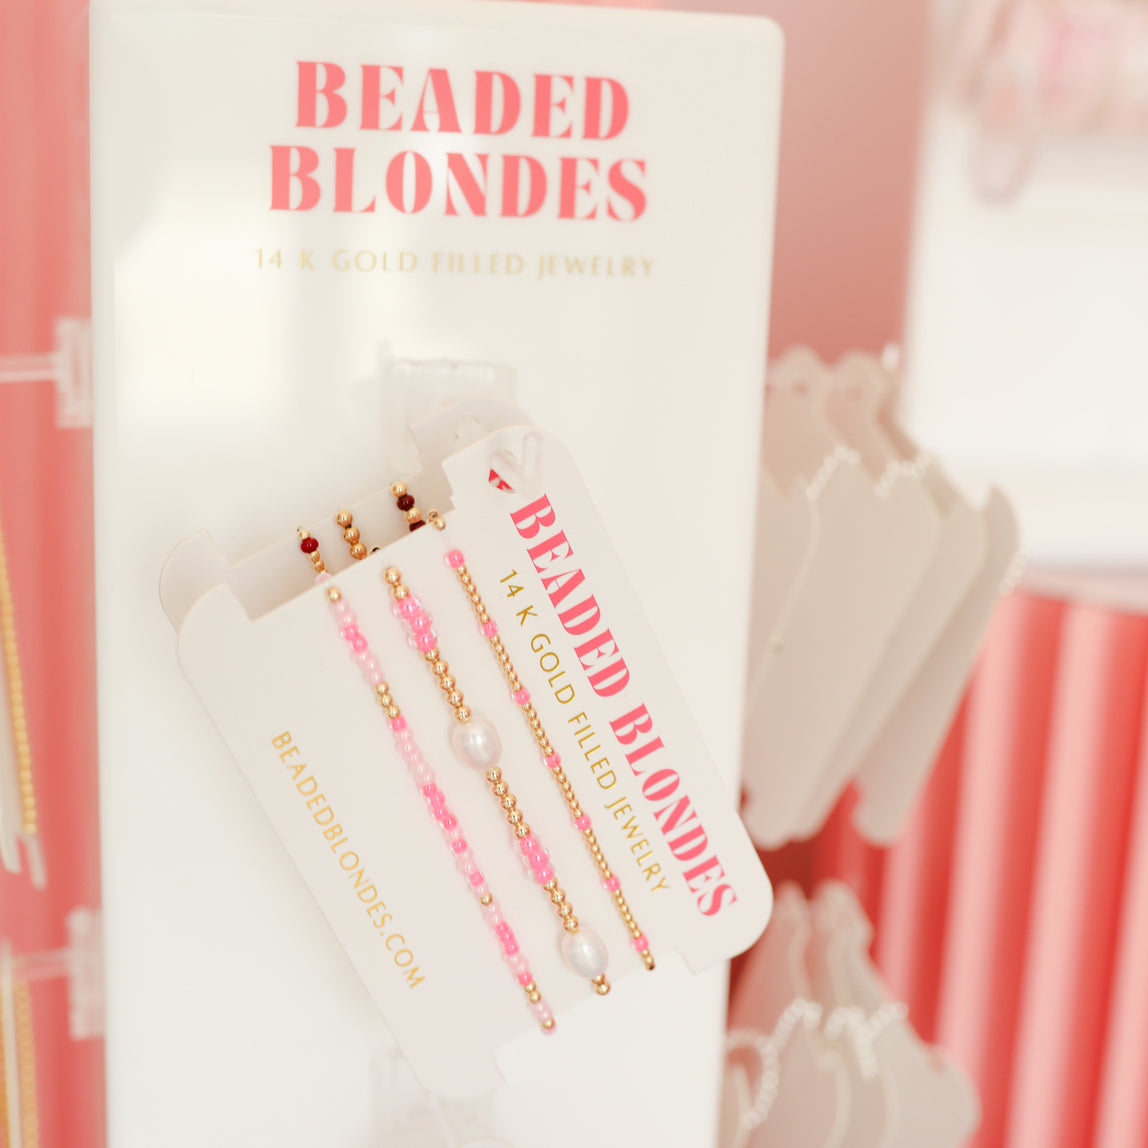 BEADED
BLONDES
14 K GOLD FILLED JEWELRY
BEADED BLONDES
14 K GOLD FILLED JEWELRY
BEADEDBLONDES.COM